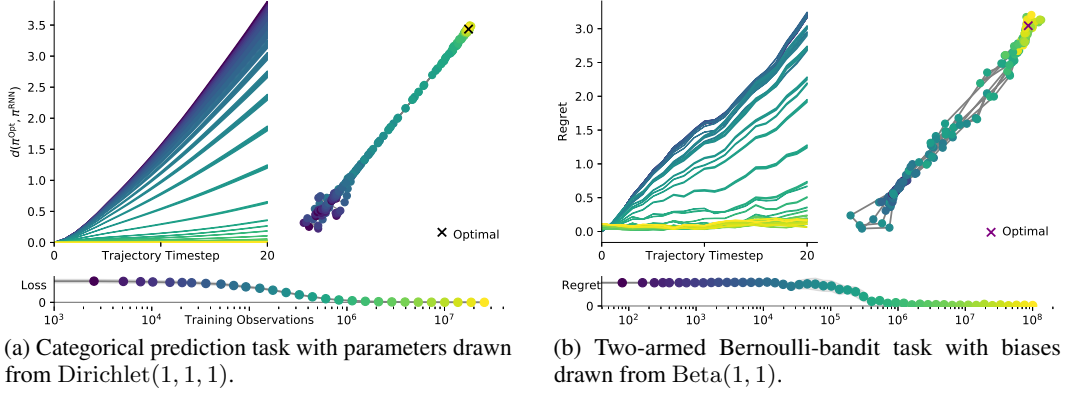 3.5
3.0
2.5
2.0
1.5
1.0
0.5
0.0
d(π^Opt, π^RNN)
0
Trajectory Timestep
20
Optimal
Loss
0
10^3
10^4
Training Observations
10^6
10^7
(a) Categorical prediction task with parameters drawn
from Dirichlet(1, 1, 1).
3.0
2.5
2.0
1.5
1.0
0.5
0.0
Regret
0
Trajectory Timestep
20
Optimal
Regret
0
10^2
10^3
10^4
10^5
10^6
10^7
10^8
(b) Two-armed Bernoulli-bandit task with biases
drawn from Beta(1, 1).